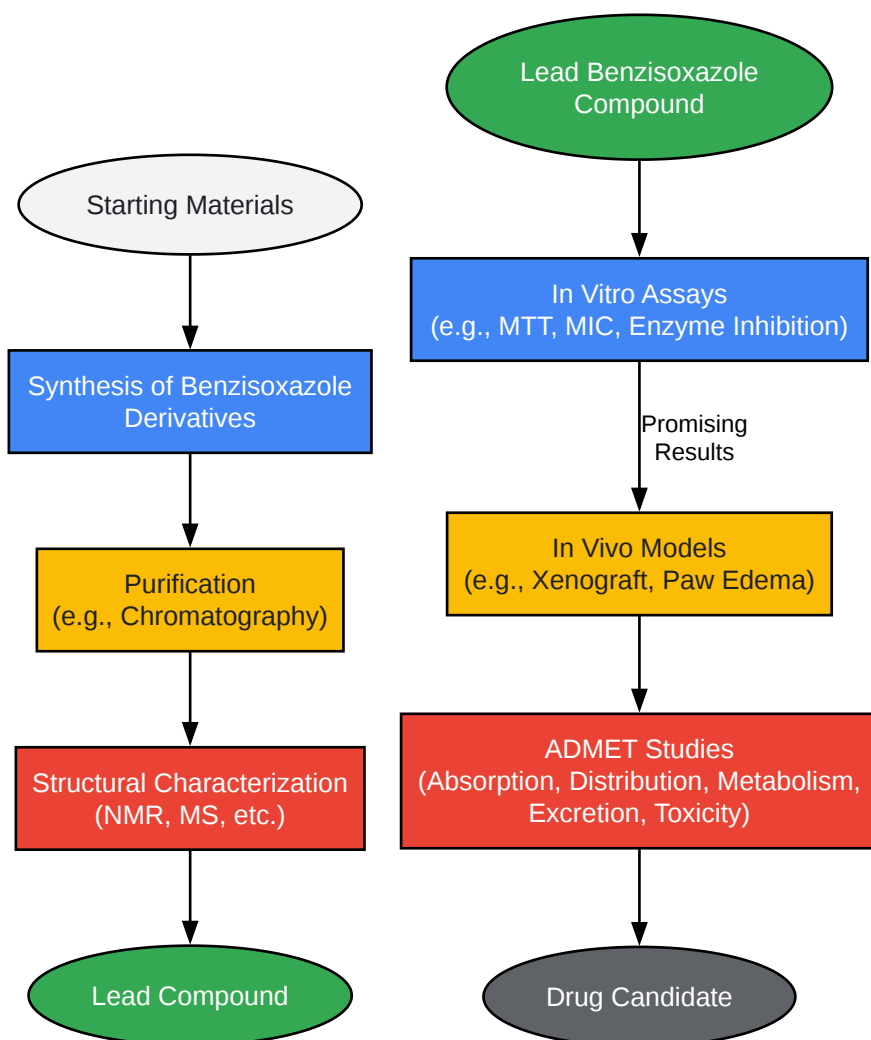 Starting Materials
Synthesis of Benzisoxazole
Derivatives
Purification
(e.g., Chromatography)
Structural Characterization
(NMR, MS, etc.)
Lead Compound
Lead Benzisoxazole
Compound
In Vitro Assays
(e.g., MTT, MIC, Enzyme Inhibition)
Promising
Results
In Vivo Models
(e.g., Xenograft, Paw Edema)
ADMET Studies
(Absorption, Distribution, Metabolism,
Excretion, Toxicity)
Drug Candidate